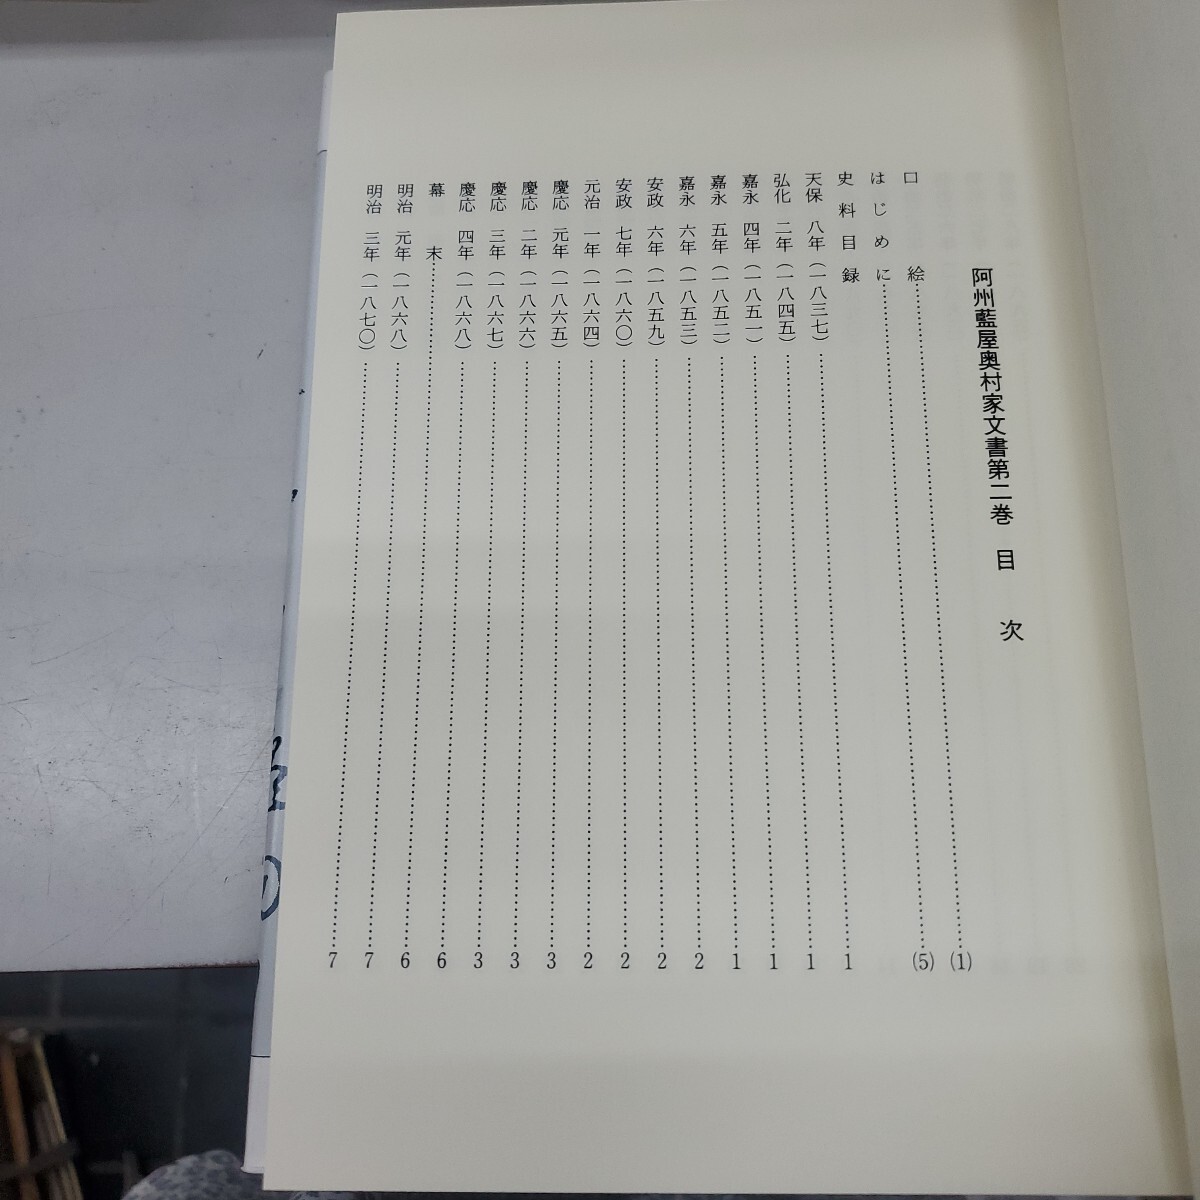 阿州藍屋奥村家文書第二巻　目　次
口　絵……(1)
はじめに……(5)
史料目録
天保　八年（一八三七）……1
弘化　二年（一八四五）……1
嘉永　四年（一八五一）……1
嘉永　五年（一八五二）……1
嘉永　六年（一八五三）……2
安政　六年（一八五九）……2
安政　七年（一八六〇）……2
元治　一年（一八六四）……2
慶応　元年（一八六五）……3
慶応　二年（一八六六）……3
慶応　三年（一八六七）……3
慶応　四年（一八六八）……6
幕　末……6
明治　元年（一八六八）……7
明治　三年（一八七〇）……7